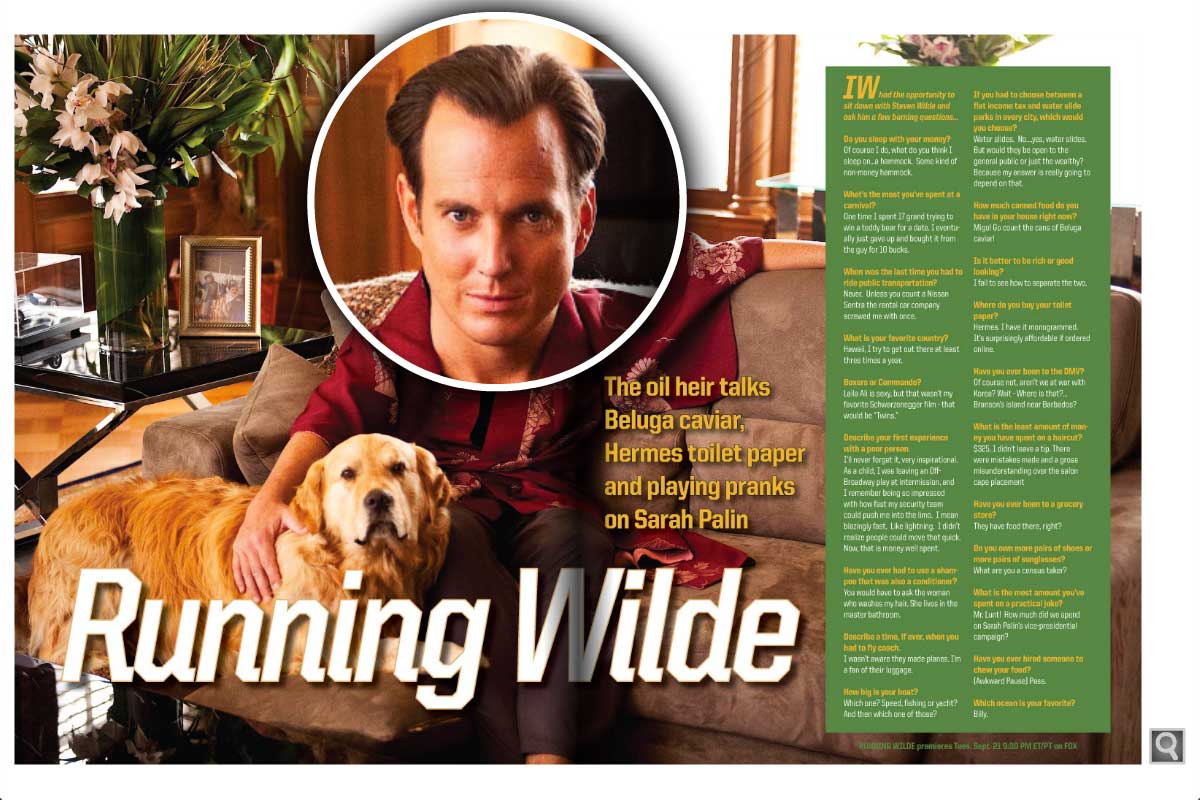 The oil heir talks
Beluga caviar,
Hermes toilet paper
and playing pranks
on Sarah Palin
Running Wilde
IW had the opportunity to
sit down with Steven Wilde and
ask him a few burning questions...
Do you sleep with your money?
Of course I do, what do you think I
sleep on...a hammock. Some kind of
non-money hammock.
What's the most you've spent at a
carnival?
One time I spent 17 grand trying to
win a teddy bear for a date. I eventu-
ally just gave up and bought it from
the guy for 10 bucks.
When was the last time you had to
ride public transportation?
Never. Unless you count a Nissan
Sentra the rental car company
screwed me with once.
What is your favorite country?
Hawaii, I try to get out there at least
three times a year.
Boxers or Commando?
Laila Ali is sexy, but that wasn't my
favorite Schwarzenegger film - that
would be "Twins."
Describe your first experience
with a poor person.
I'll never forget it, very inspirational.
As a child, I was leaving an Off-
Broadway play at intermission, and
I remember being so impressed
with how fast my security team
could push me into the limo. I mean
blazingly fast. Like lightning. I didn't
realize people could move that quick.
Now, that is money well spent.
Have you ever had to use a sham-
poo that was also a conditioner?
You would have to ask the woman
who washes my hair. She lives in the
master bathroom.
Describe a time, if ever, when you
had to fly coach.
I wasn't aware they made planes. I'm
a fan of their luggage.
How big is your boat?
Which one? Speed, fishing or yacht?
And then which one of those?
If you had to choose between a
flat income tax and water slide
parks in every city, which would
you choose?
Water slides. No...yes, water slides.
But would they be open to the
general public or just the wealthy?
Because my answer is really going to
depend on that.
How much canned food do you
have in your house right now?
Migo! Go count the cans of Beluga
caviar!
Is it better to be rich or good
looking?
I fail to see how to separate the two.
Where do you buy your toilet
paper?
Hermes. I have it monogrammed.
It's surprisingly affordable if ordered
online.
Have you ever been to the DMV?
Of course not, aren't we at war with
Korea? Wait - Where is that?...
Branson's island near Barbados?
What is the least amount of mon-
ey you have spent on a haircut?
$325. I didn't leave a tip. There
were mistakes made and a gross
misunderstanding over the salon
cape placement
Have you ever been to a grocery
store?
They have food there, right?
Do you own more pairs of shoes or
more pairs of sunglasses?
What are you a census taker?
What is the most amount you've
spent on a practical joke?
Mr. Lunt! How much did we spend
on Sarah Palin's vice-presidential
campaign?
Have you ever hired someone to
chew your food?
[Awkward Pause] Pass.
Which ocean is your favorite?
Billy.
RUNNING WILDE premieres Tues. Sept. 21 9:30 PM ET/PT on FOX